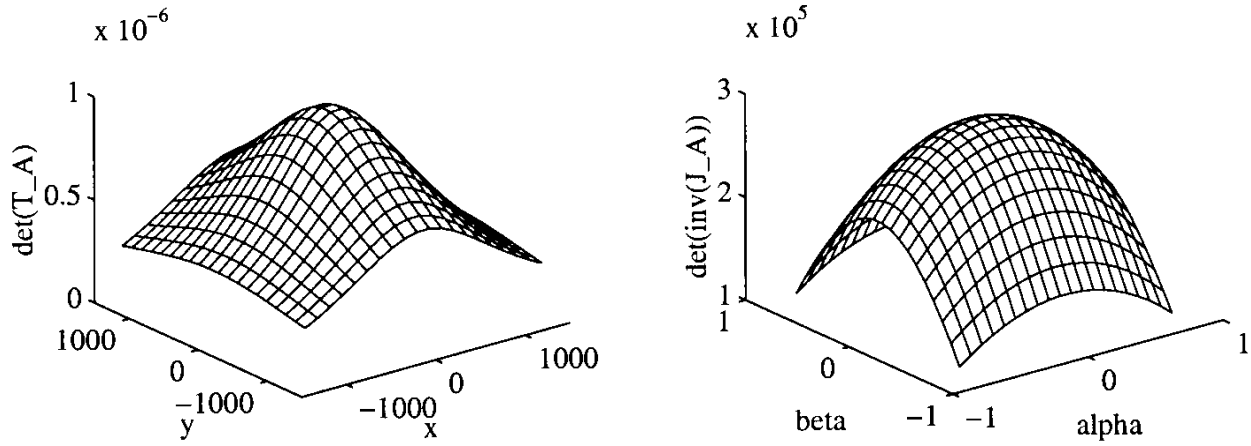 x 10^-6
1
0.5
0
det(T_A)
1000
0
-1000
y
-1000
0
1000
x
x 10^5
3
2
1
det(inv(J_A))
1
0
-1
beta
-1
0
1
alpha